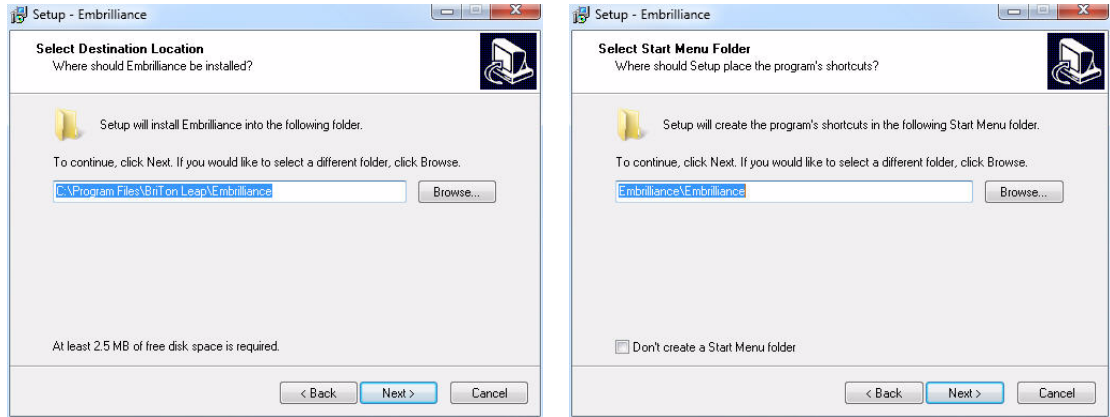 Setup - Embrilliance
Select Destination Location
Where should Embrilliance be installed?
Setup will install Embrilliance into the following folder.
To continue, click Next. If you would like to select a different folder, click Browse.
C:\Program Files\BriTon Leap\Embrilliance
Browse...
At least 2.5 MB of free disk space is required.
< Back
Next >
Cancel
Setup - Embrilliance
Select Start Menu Folder
Where should Setup place the program's shortcuts?
Setup will create the program's shortcuts in the following Start Menu folder.
To continue, click Next. If you would like to select a different folder, click Browse.
Embrilliance\Embrilliance
Browse...
Don't create a Start Menu folder
< Back
Next >
Cancel